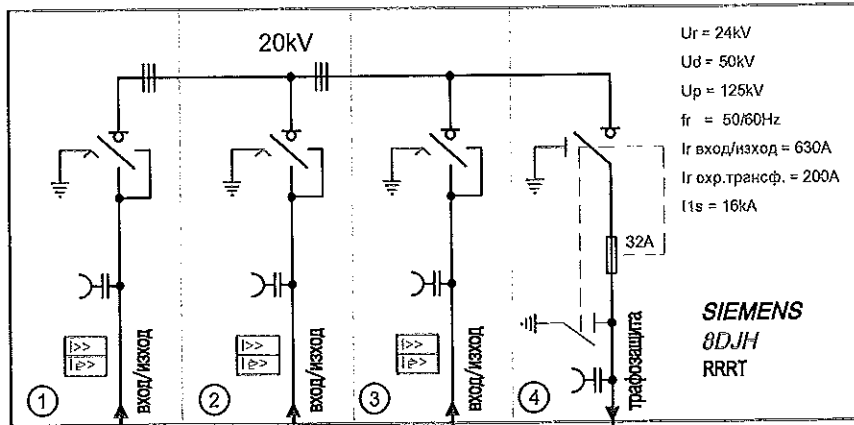 20kV
Ur = 24kV
Ud = 50kV
Up = 125kV
fr = 50/60Hz
Ir вход/изход = 630A
Ir охр.трансф. = 200A
I1s = 16kA
32A
I>>
Ie>>
I>>
Ie>>
I>>
Ie>>
1
вход/изход
2
вход/изход
3
вход/изход
4
трафозащита
SIEMENS
8DJH
RRRT